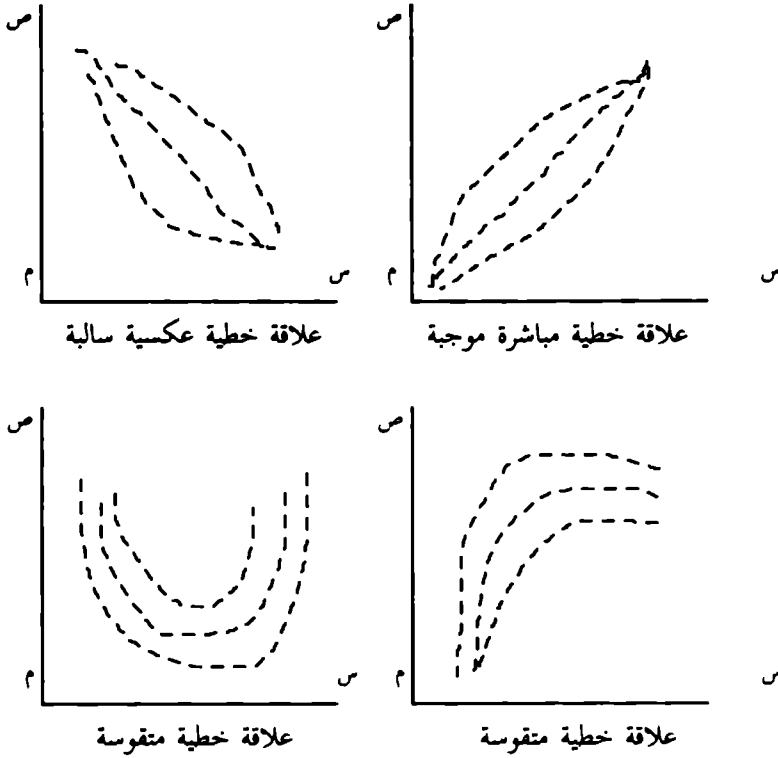 ص
ص
م
س
م
س
علاقة خطية مباشرة موجبة
علاقة خطية عكسية سالبة
ص
ص
م
س
م
س
علاقة خطية متقوسة
علاقة خطية متقوسة